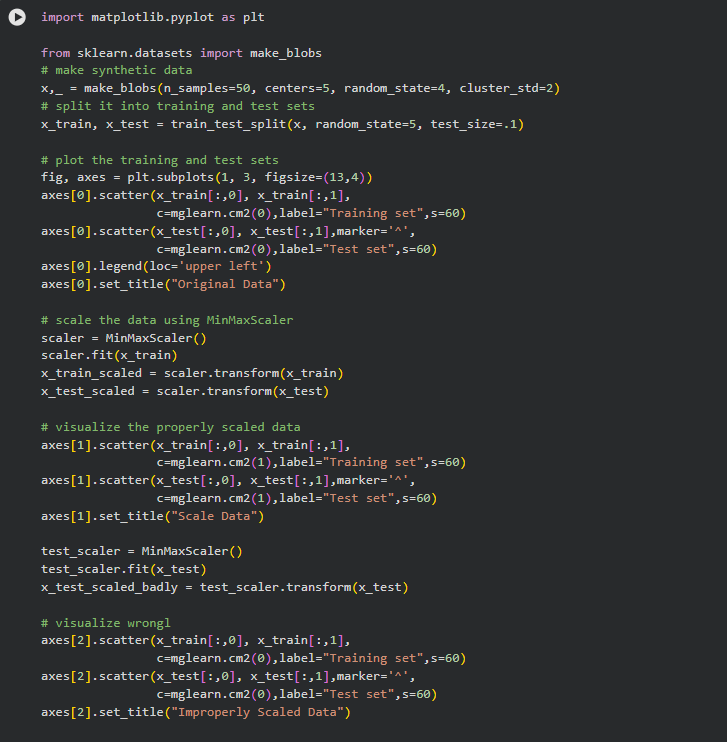 import matplotlib.pyplot as plt
from sklearn.datasets import make_blobs
# make synthetic data
x,_ = make_blobs(n_samples=50, centers=5, random_state=4, cluster_std=2)
# split it into training and test sets
x_train, x_test = train_test_split(x, random_state=5, test_size=.1)
# plot the training and test sets
fig, axes = plt.subplots(1, 3, figsize=(13,4))
axes[0].scatter(x_train[:,0], x_train[:,1],
c=mglearn.cm2(0),label="Training set",s=60)
axes[0].scatter(x_test[:,0], x_test[:,1],marker='^',
c=mglearn.cm2(0),label="Test set",s=60)
axes[0].legend(loc='upper left')
axes[0].set_title("Original Data")
# scale the data using MinMaxScaler
scaler = MinMaxScaler()
scaler.fit(x_train)
x_train_scaled = scaler.transform(x_train)
x_test_scaled = scaler.transform(x_test)
# visualize the properly scaled data
axes[1].scatter(x_train[:,0], x_train[:,1],
c=mglearn.cm2(1),label="Training set",s=60)
axes[1].scatter(x_test[:,0], x_test[:,1],marker='^',
c=mglearn.cm2(1),label="Test set",s=60)
axes[1].set_title("Scale Data")
test_scaler = MinMaxScaler()
test_scaler.fit(x_test)
x_test_scaled_badly = test_scaler.transform(x_test)
# visualize wrongl
axes[2].scatter(x_train[:,0], x_train[:,1],
c=mglearn.cm2(0),label="Training set",s=60)
axes[2].scatter(x_test[:,0], x_test[:,1],marker='^',
c=mglearn.cm2(0),label="Test set",s=60)
axes[2].set_title("Improperly Scaled Data")